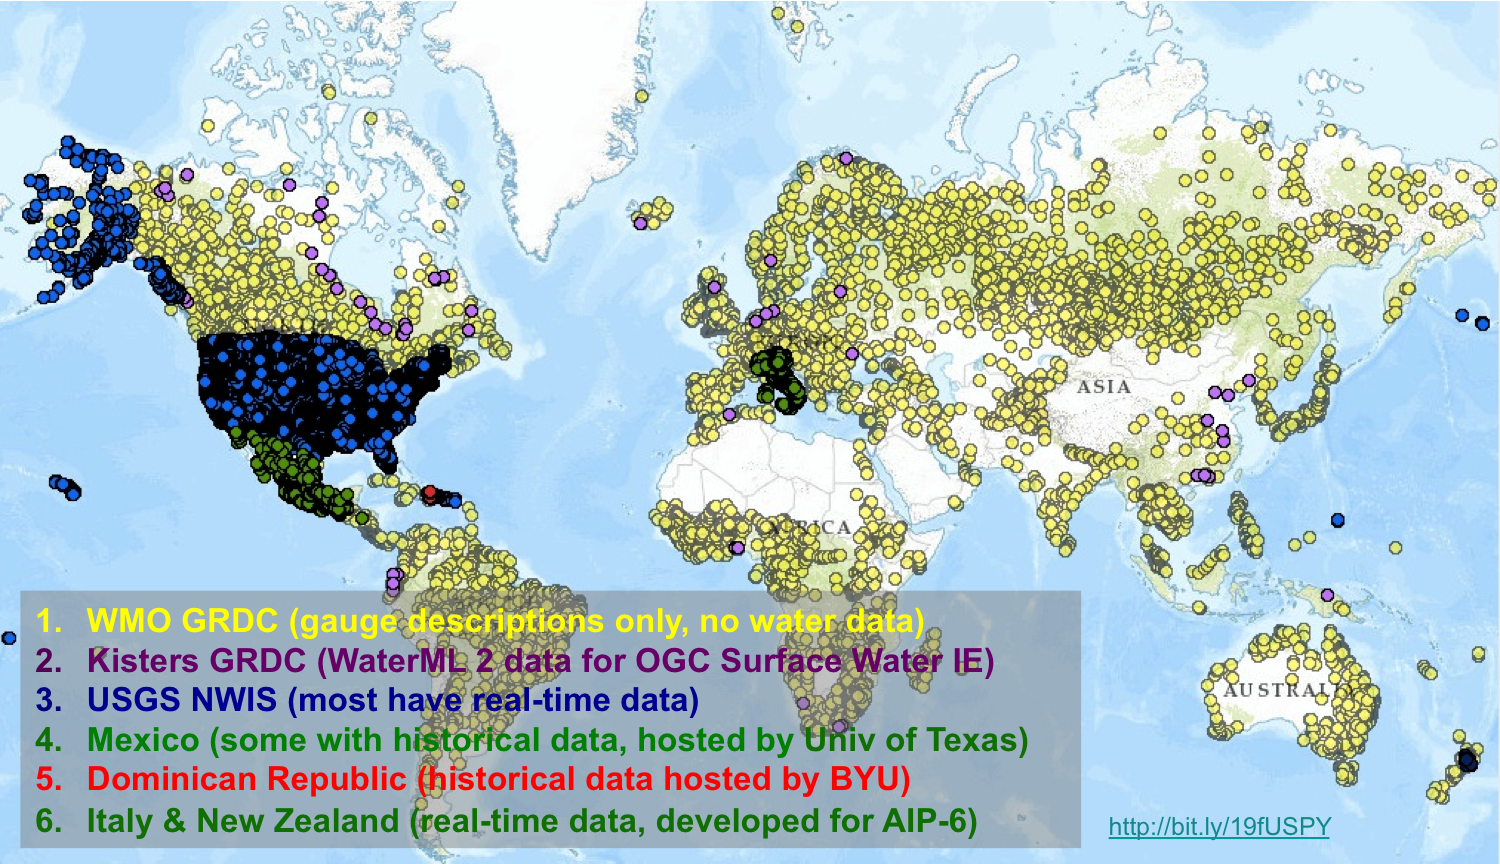 ASIA
AFRICA
AUSTRALIA
1. WMO GRDC (gauge descriptions only, no water data)
2. Kisters GRDC (WaterML 2 data for OGC Surface Water IE)
3. USGS NWIS (most have real-time data)
4. Mexico (some with historical data, hosted by Univ of Texas)
5. Dominican Republic (historical data hosted by BYU)
6. Italy & New Zealand (real-time data, developed for AIP-6)
http://bit.ly/19fUSPY